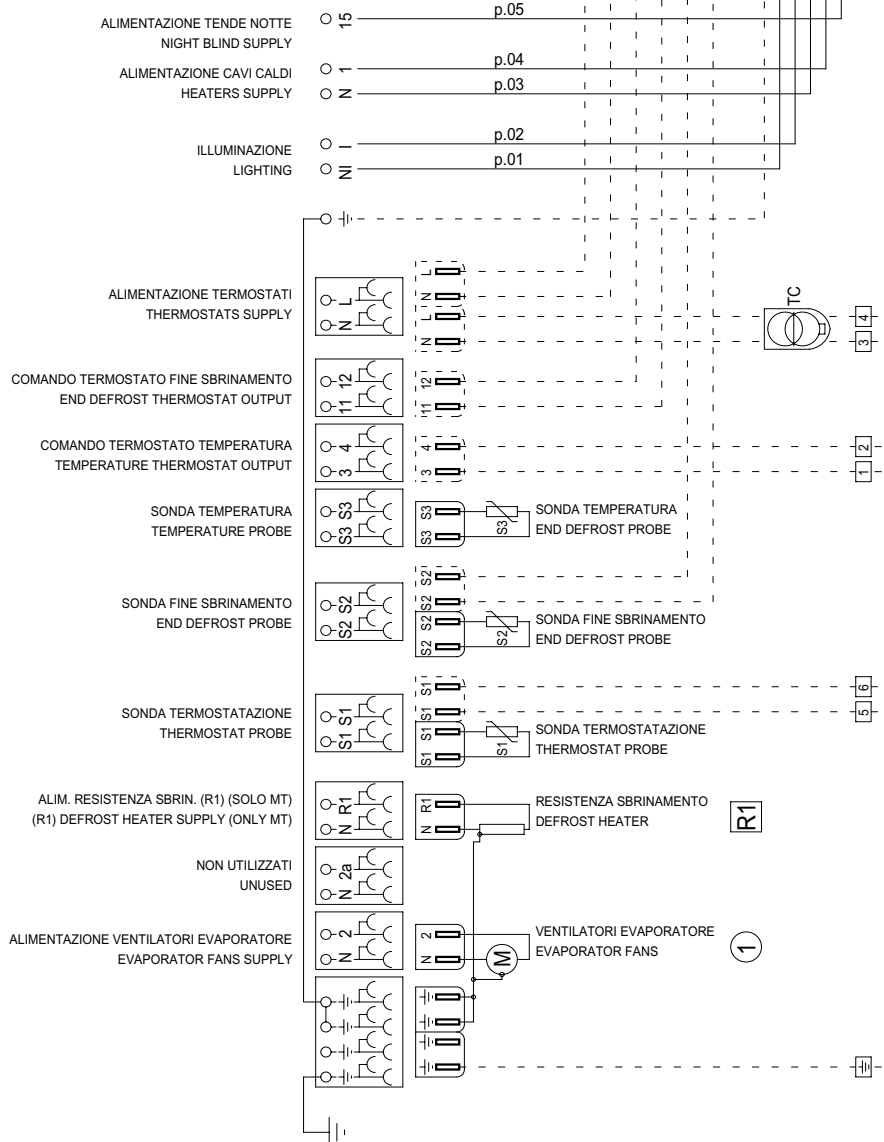 p.05
ALIMENTAZIONE TENDE NOTTE
NIGHT BLIND SUPPLY
15
p.04
ALIMENTAZIONE CAVI CALDI
HEATERS SUPPLY
1
N
p.03
p.02
ILLUMINAZIONE
LIGHTING
I
NI
p.01
ALIMENTAZIONE TERMOSTATI
THERMOSTATS SUPPLY
L
N
L
N
L
N
TC
4
3
COMANDO TERMOSTATO FINE SBRINAMENTO
END DEFROST THERMOSTAT OUTPUT
12
11
12
11
COMANDO TERMOSTATO TEMPERATURA
TEMPERATURE THERMOSTAT OUTPUT
4
3
4
3
2
1
SONDA TEMPERATURA
TEMPERATURE PROBE
S3
S3
S3
S3
S3
SONDA TEMPERATURA
END DEFROST PROBE
SONDA FINE SBRINAMENTO
END DEFROST PROBE
S2
S2
S2
S2
S2
S2
S2
SONDA FINE SBRINAMENTO
END DEFROST PROBE
SONDA TERMOSTATAZIONE
THERMOSTAT PROBE
S1
S1
S1
S1
S1
S1
S1
SONDA TERMOSTATAZIONE
THERMOSTAT PROBE
6
5
ALIM. RESISTENZA SBRIN. (R1) (SOLO MT)
(R1) DEFROST HEATER SUPPLY (ONLY MT)
R1
N
R1
N
RESISTENZA SBRINAMENTO
DEFROST HEATER
R1
NON UTILIZZATI
UNUSED
2a
N
ALIMENTAZIONE VENTILATORI EVAPORATORE
EVAPORATOR FANS SUPPLY
2
N
2
N
M
VENTILATORI EVAPORATORE
EVAPORATOR FANS
1